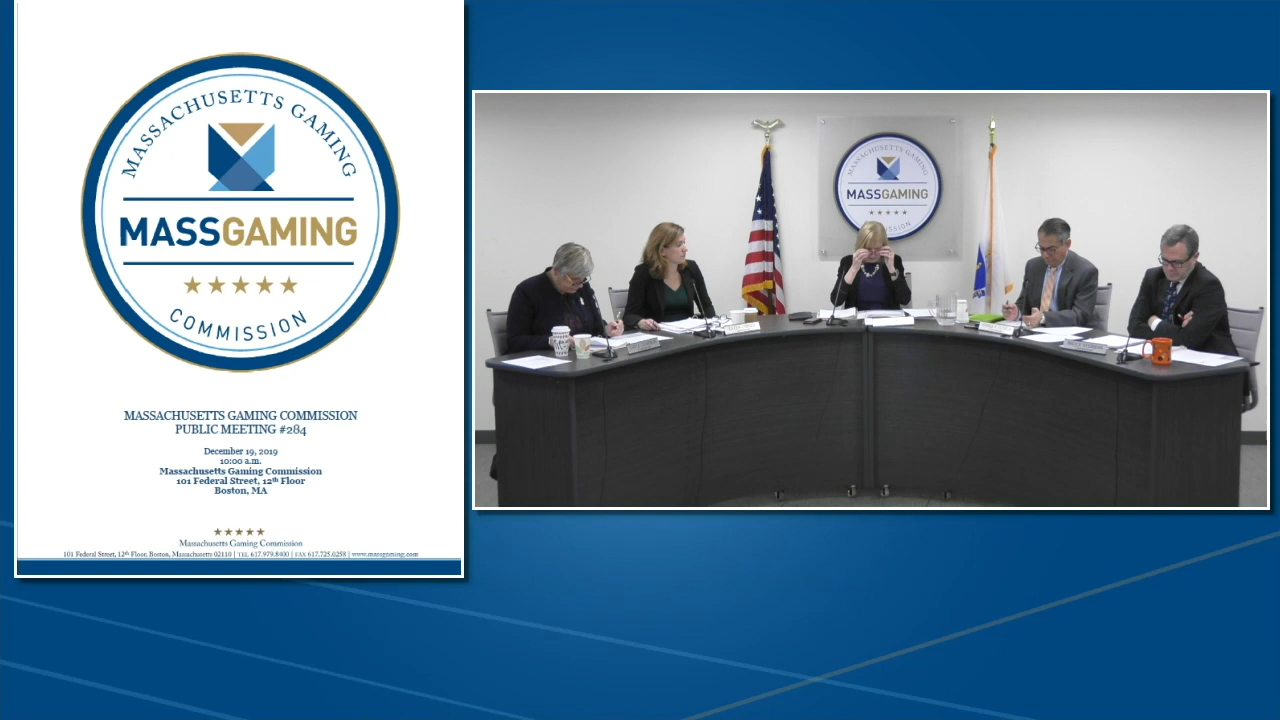 MASSACHUSETTS GAMING
MASSGAMING
COMMISSION
MASSACHUSETTS GAMING COMMISSION
PUBLIC MEETING #284
December 19, 2019
10:00 a.m.
Massachusetts Gaming Commission
101 Federal Street, 12th Floor
Boston, MA
Massachusetts Gaming Commission
101 Federal Street, 12th Floor, Boston, Massachusetts 02110 | TEL 617.979.8400 | FAX 617.725.0258 | www.massgaming.com
MASSACHUSETTS GAMING
MASSGAMING
COMMISSION